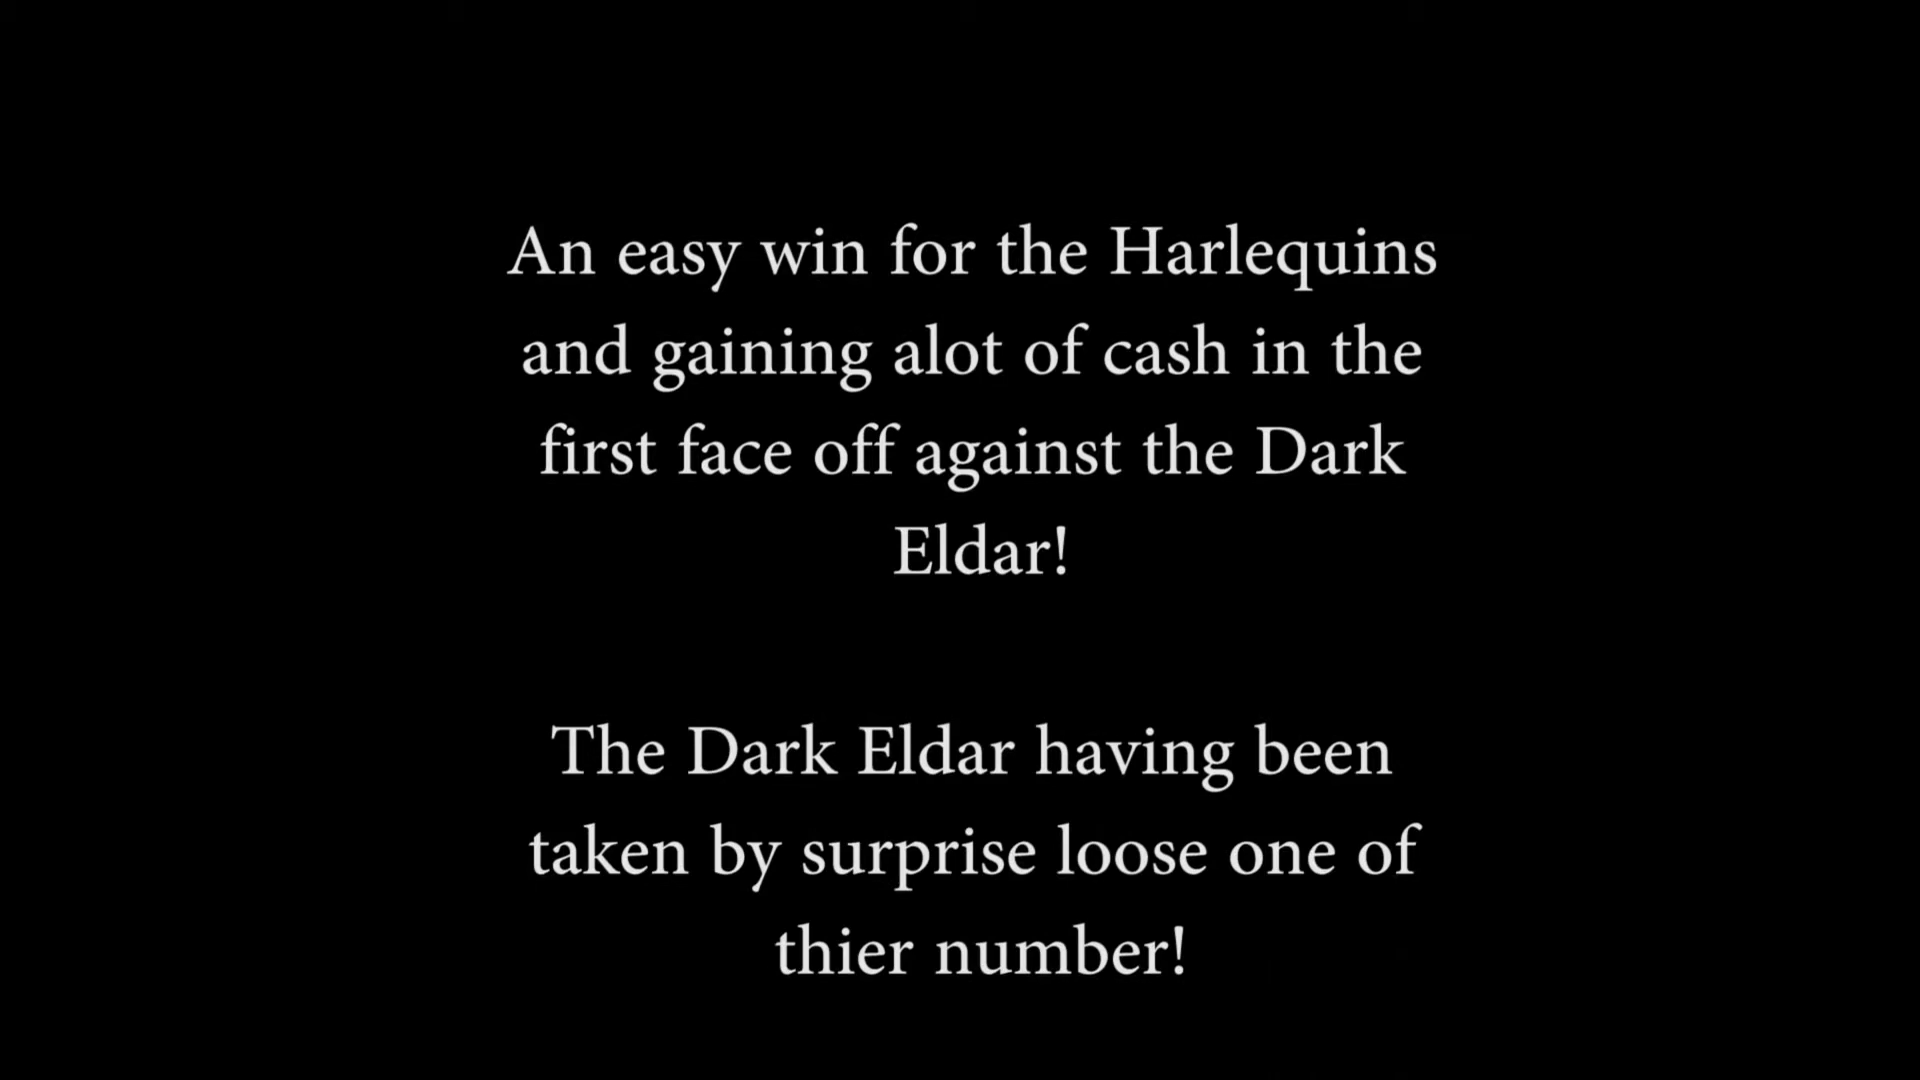 An easy win for the Harlequins
and gaining alot of cash in the
first face off against the Dark
Eldar!
The Dark Eldar having been
taken by surprise loose one of
thier number!